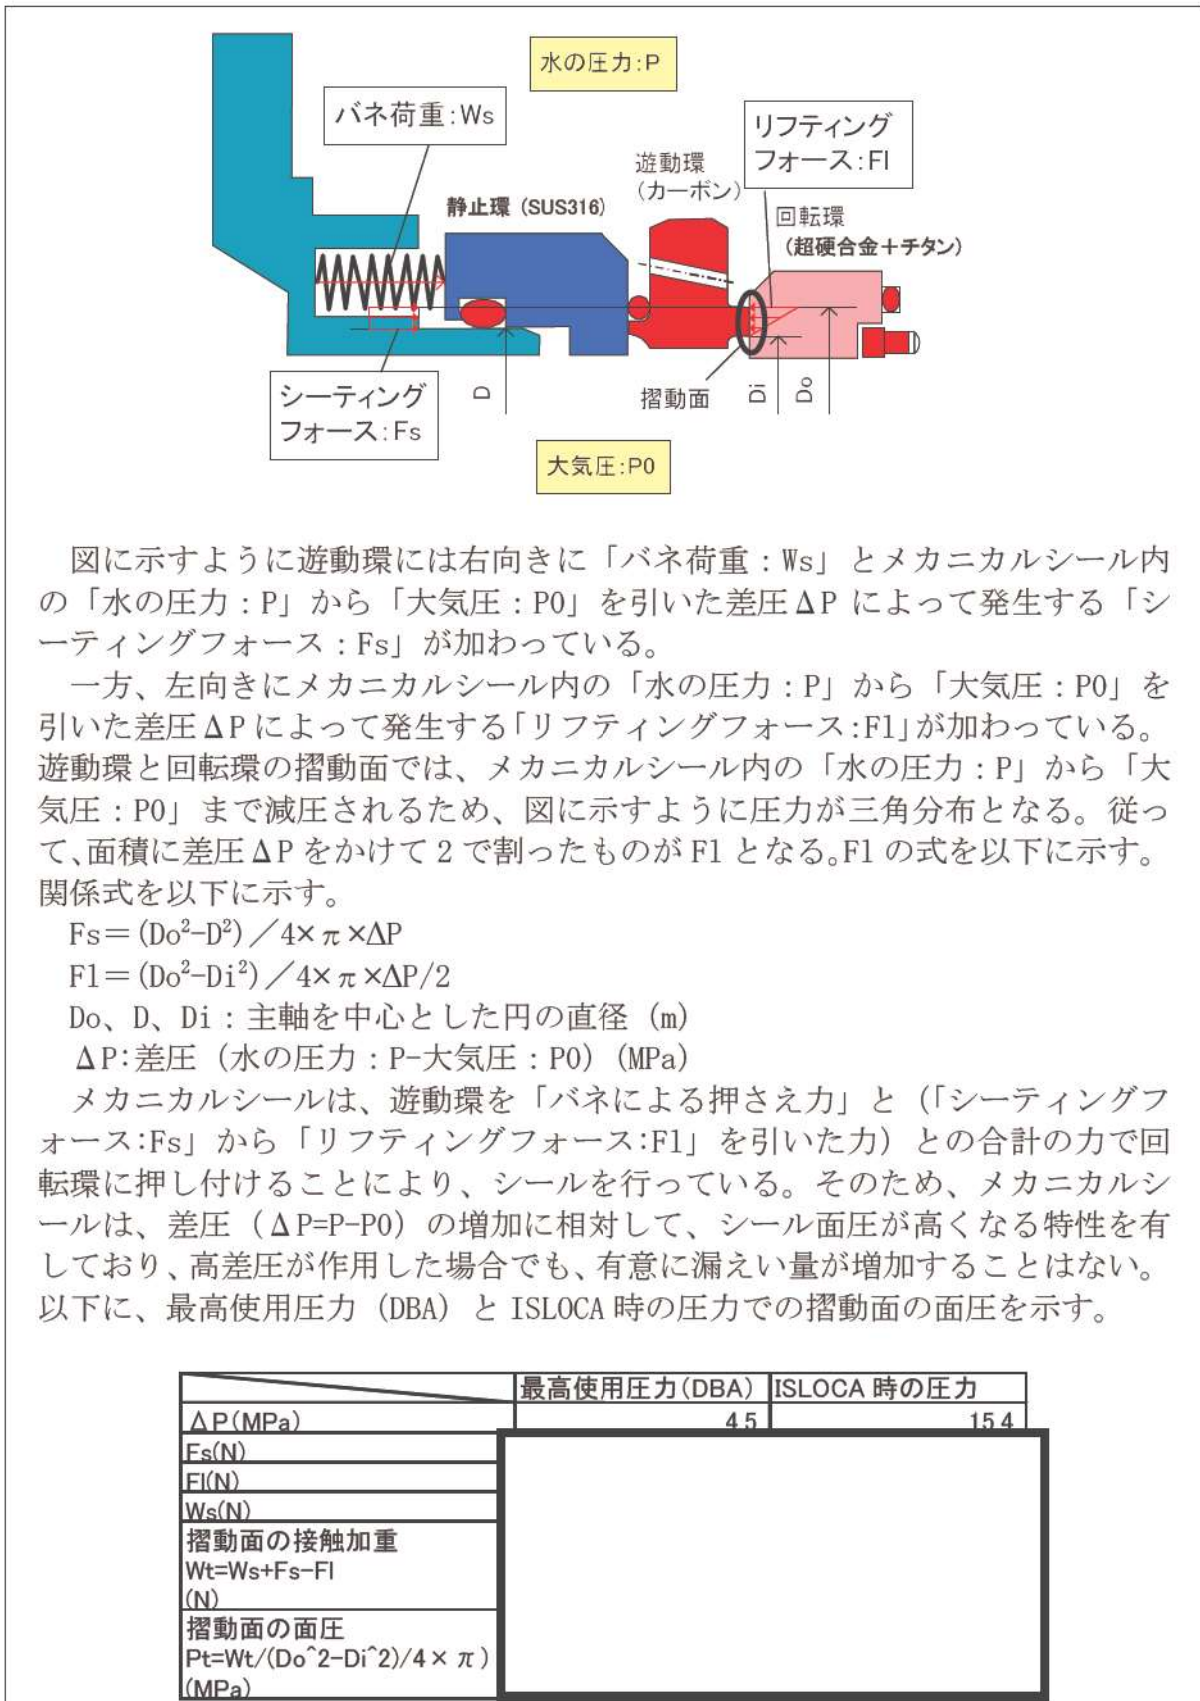 水の圧力:P
バネ荷重:Ws
リフティング
フォース:Fl
遊動環
(カーボン)
静止環 (SUS316)
回転環
(超硬合金+チタン)
シーティング
フォース:Fs
D
摺動面
Di
Do
大気圧:P0
図に示すように遊動環には右向きに「バネ荷重:Ws」とメカニカルシール内
の「水の圧力:P」から「大気圧:P0」を引いた差圧ΔP によって発生する「シ
ーティングフォース:Fs」が加わっている。
一方、左向きにメカニカルシール内の「水の圧力:P」から「大気圧:P0」を
引いた差圧ΔPによって発生する「リフティングフォース:Fl」が加わっている。
遊動環と回転環の摺動面では、メカニカルシール内の「水の圧力:P」から「大
気圧:P0」まで減圧されるため、図に示すように圧力が三角分布となる。従っ
て、面積に差圧ΔPをかけて2で割ったものがFlとなる。Flの式を以下に示す。
関係式を以下に示す。
Fs=(Do²-D²)/4×π×ΔP
Fl=(Do²-Di²)/4×π×ΔP/2
Do、D、Di:主軸を中心とした円の直径 (m)
ΔP:差圧(水の圧力:P-大気圧:P0)(MPa)
メカニカルシールは、遊動環を「バネによる押さえ力」と(「シーティングフ
ォース:Fs」から「リフティングフォース:Fl」を引いた力)との合計の力で回
転環に押し付けることにより、シールを行っている。そのため、メカニカルシ
ールは、差圧(ΔP=P-P0)の増加に相対して、シール面圧が高くなる特性を有
しており、高差圧が作用した場合でも、有意に漏えい量が増加することはない。
以下に、最高使用圧力(DBA)とISLOCA時の圧力での摺動面の面圧を示す。
最高使用圧力(DBA) ISLOCA 時の圧力
ΔP(MPa) 4.5 15.4
Fs(N)
Fl(N)
Ws(N)
摺動面の接触加重
Wt=Ws+Fs-Fl
(N)
摺動面の面圧
Pt=Wt/(Do^2-Di^2)/4×π)
(MPa)